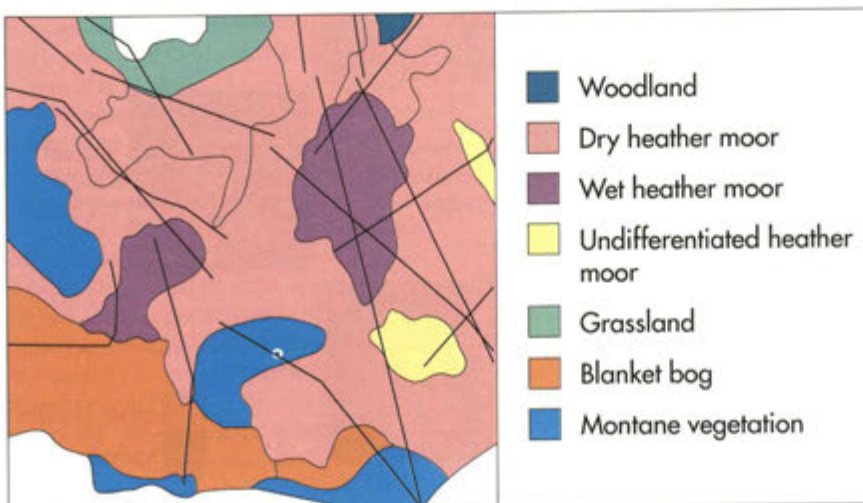 Woodland
Dry heather moor
Wet heather moor
Undifferentiated heather
moor
Grassland
Blanket bog
Montane vegetation